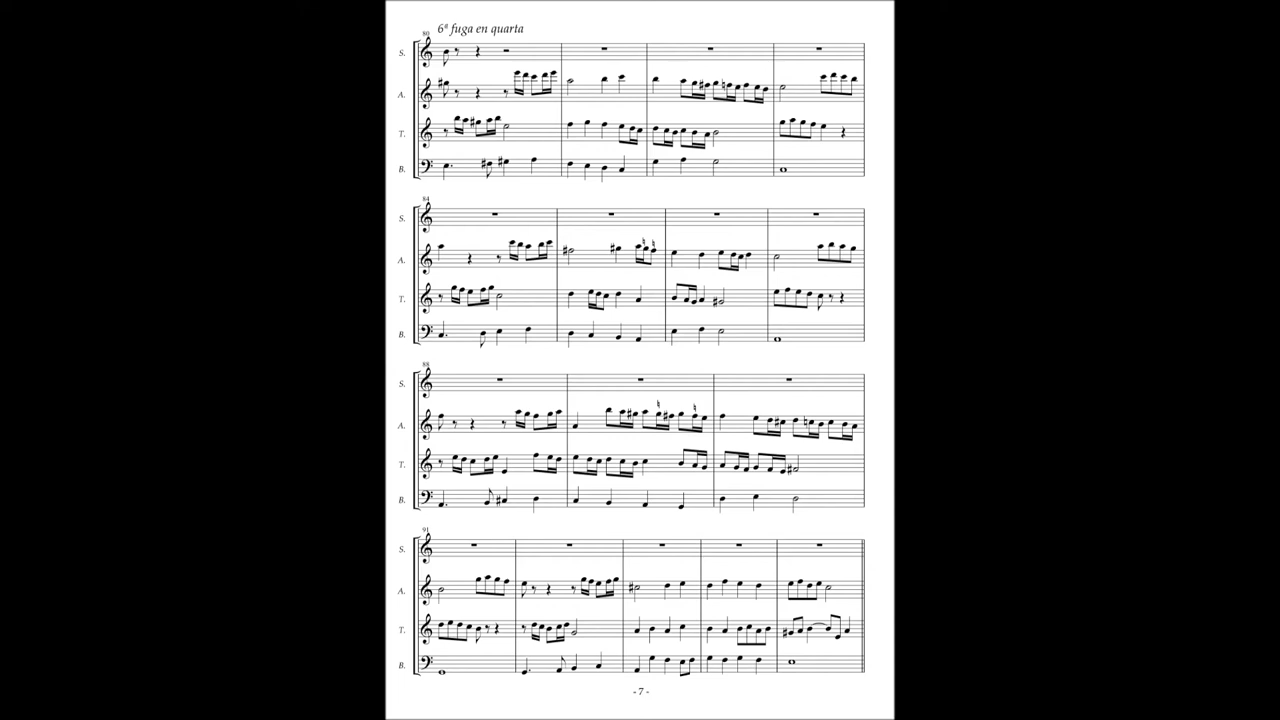 6ª fuga en quarta
80
S.
A.
T.
B.
84
S.
A.
T.
B.
88
S.
A.
T.
B.
91
S.
A.
T.
B.
- 7 -